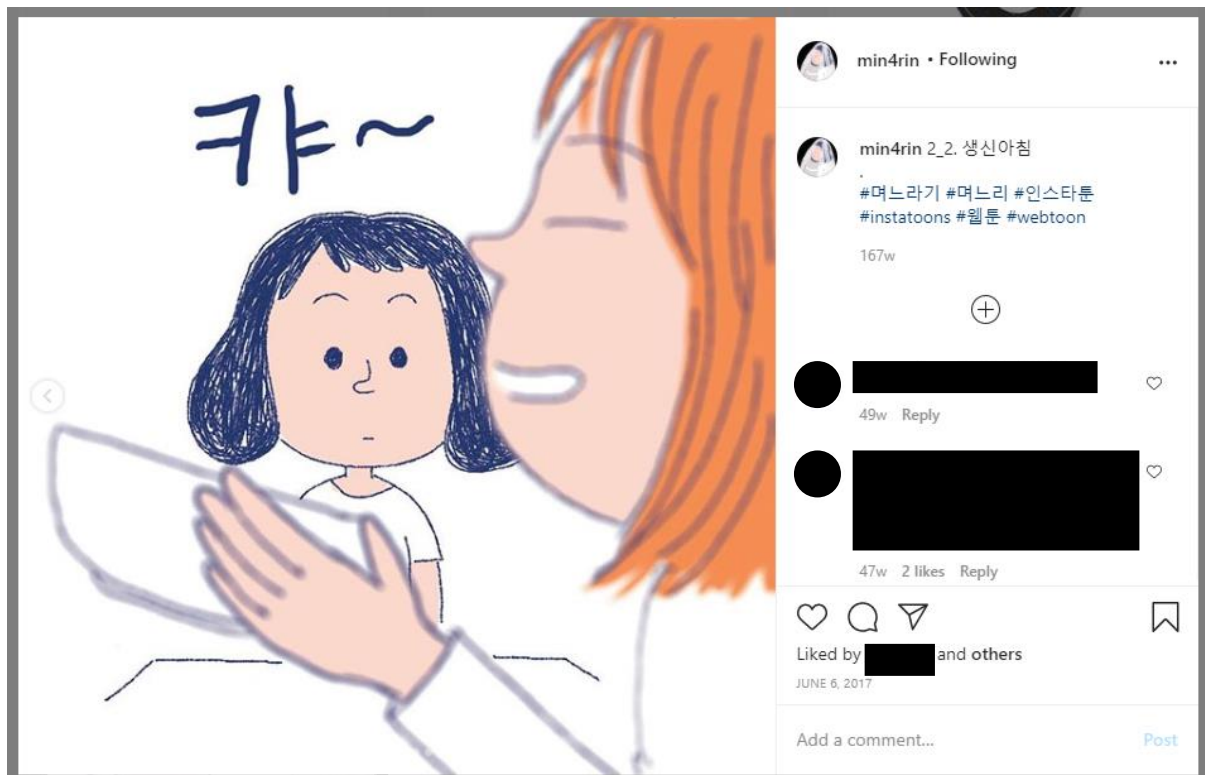 캬~
min4rin • Following
min4rin 2_2. 생신아침
.
#며느라기 #며느리 #인스타툰
#instatoons #웹툰 #webtoon
167w
49w Reply
47w 2 likes Reply
Liked by and others
JUNE 6, 2017
Add a comment... Post